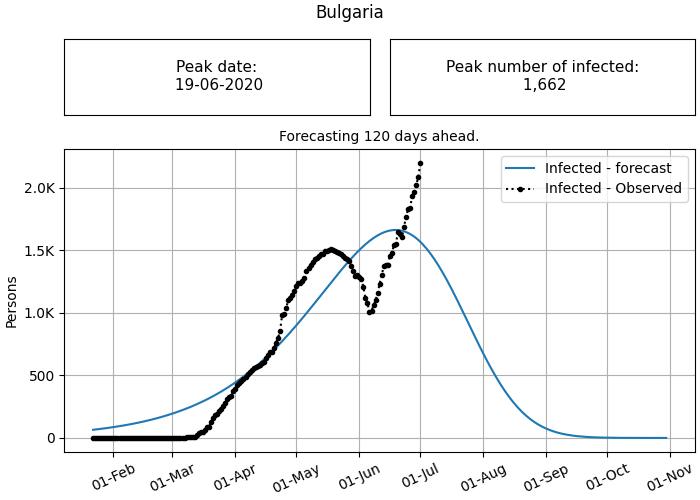 Bulgaria
Peak date:
19-06-2020
Peak number of infected:
1,662
Forecasting 120 days ahead.
Infected - forecast
Infected - Observed
Persons
2.0K
1.5K
1.0K
500
0
01-Feb
01-Mar
01-Apr
01-May
01-Jun
01-Jul
01-Aug
01-Sep
01-Oct
01-Nov